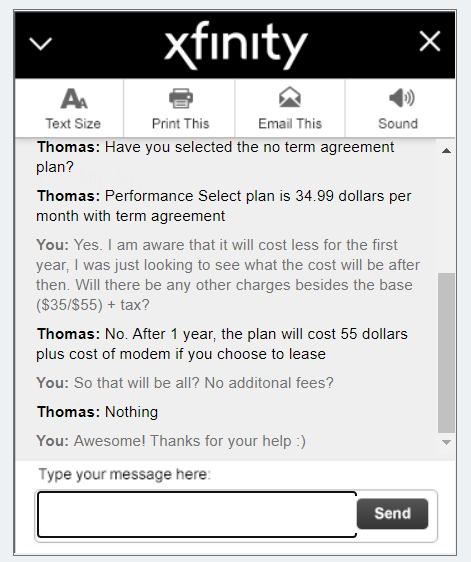 xfinity
Text Size
Print This
Email This
Sound
Thomas: Have you selected the no term agreement
plan?
Thomas: Performance Select plan is 34.99 dollars per
month with term agreement
You: Yes. I am aware that it will cost less for the first
year, I was just looking to see what the cost will be after
then. Will there be any other charges besides the base
($35/$55) + tax?
Thomas: No. After 1 year, the plan will cost 55 dollars
plus cost of modem if you choose to lease
You: So that will be all? No additonal fees?
Thomas: Nothing
You: Awesome! Thanks for your help :)
Type your message here:
Send